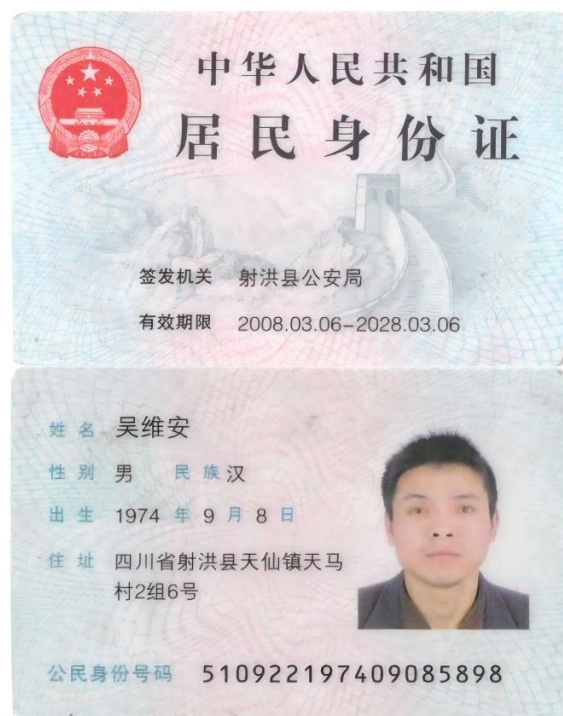 中华人民共和国
居民身份证
签发机关 射洪县公安局
有效期限 2008.03.06-2028.03.06
姓名 吴维安
性别 男 民族 汉
出生 1974 年 9 月 8 日
住址 四川省射洪县天仙镇天马
村2组6号
公民身份号码 510922197409085898